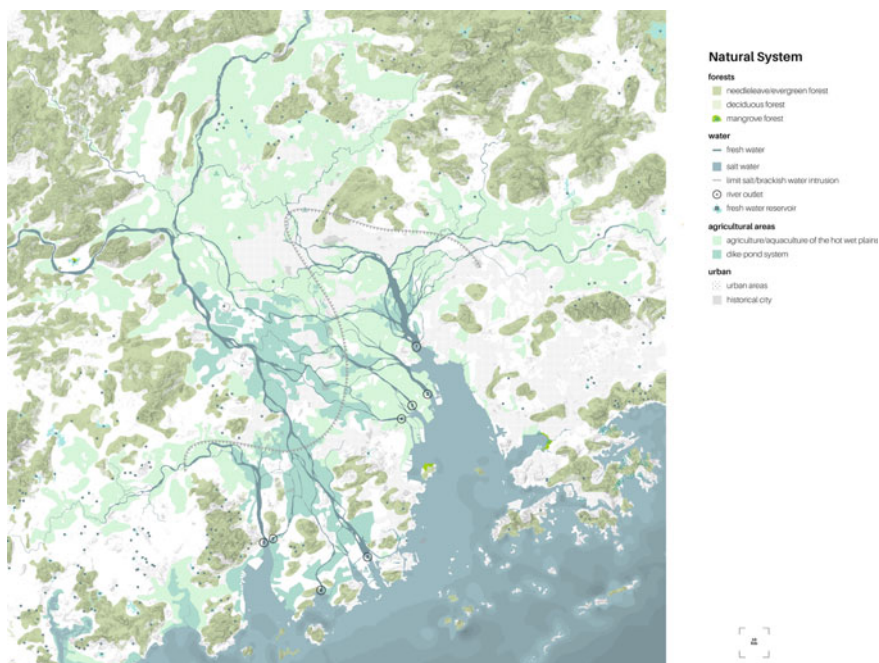 Natural System
forests
needleleave/evergreen forest
deciduous forest
mangrove forest
water
fresh water
salt water
limit salt/brackish water intrusion
river outlet
fresh water reservoir
agricultural areas
agriculture/aquaculture of the hot wet plains
dike-pond system
urban
urban areas
historical city